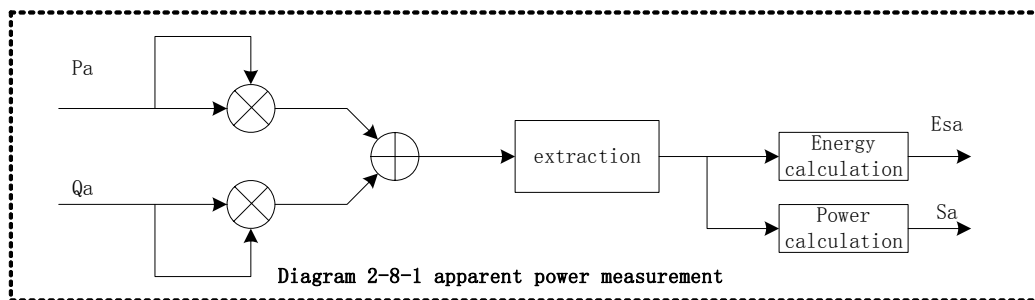 Pa
Qa
extraction
Energy
calculation
Esa
Power
calculation
Sa
Diagram 2-8-1 apparent power measurement